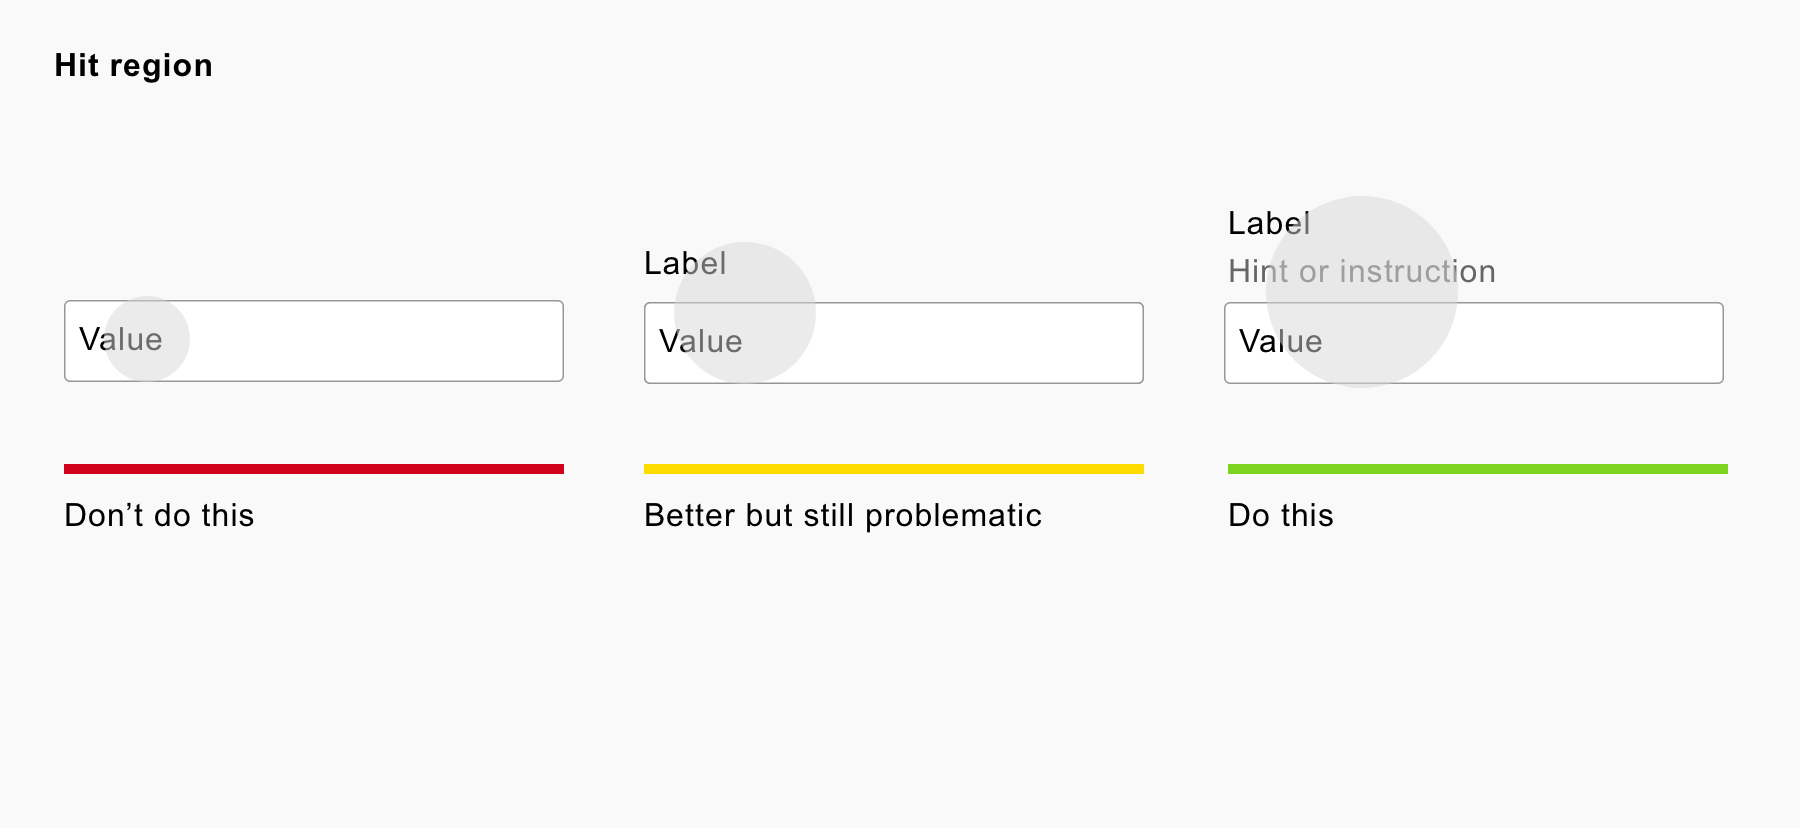 Hit region
Value
Don’t do this
Label
Value
Better but still problematic
Label
Hint or instruction
Value
Do this